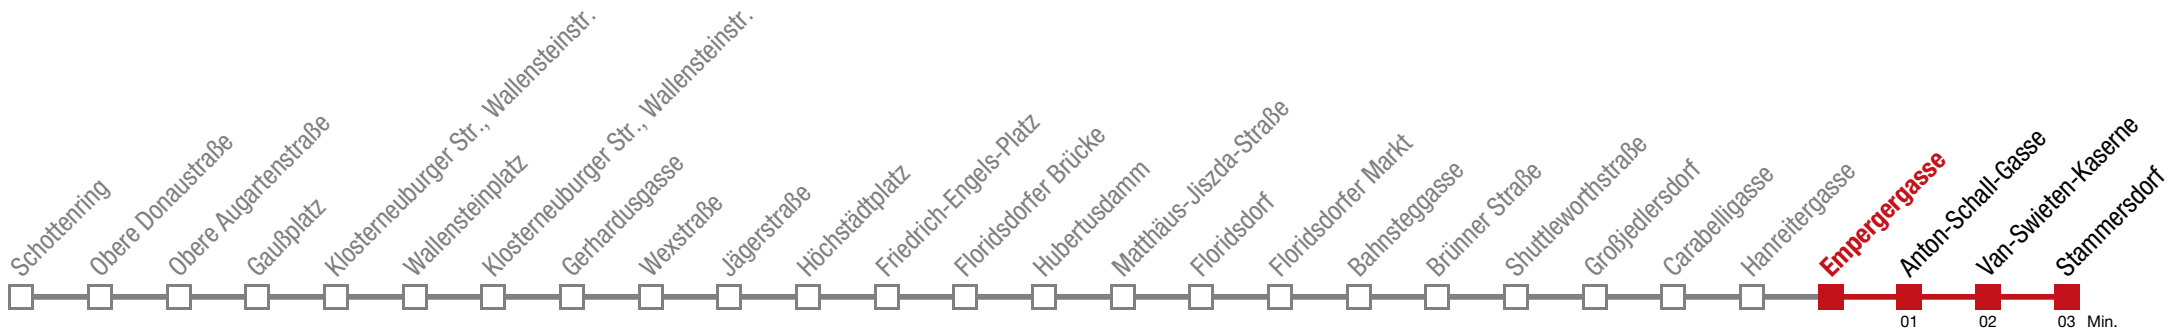 Schottenring
Obere Donaustraße
Obere Augartenstraße
Gaußplatz
Klosterneuburger Str., Wallensteinstr.
Wallensteinplatz
Klosterneuburger Str., Wallensteinstr.
Gerhardusgasse
Wexstraße
Jägerstraße
Höchstädtplatz
Friedrich-Engels-Platz
Floridsdorfer Brücke
Hubertusdamm
Matthäus-Jiszda-Straße
Floridsdorf
Floridsdorfer Markt
Bahnsteggasse
Brünner Straße
Shuttleworthstraße
Großjedlersdorf
Carabelligasse
Hanreitergasse
Empergergasse
Anton-Schall-Gasse
Van-Swieten-Kaserne
Stammersdorf
01 02 03 Min.